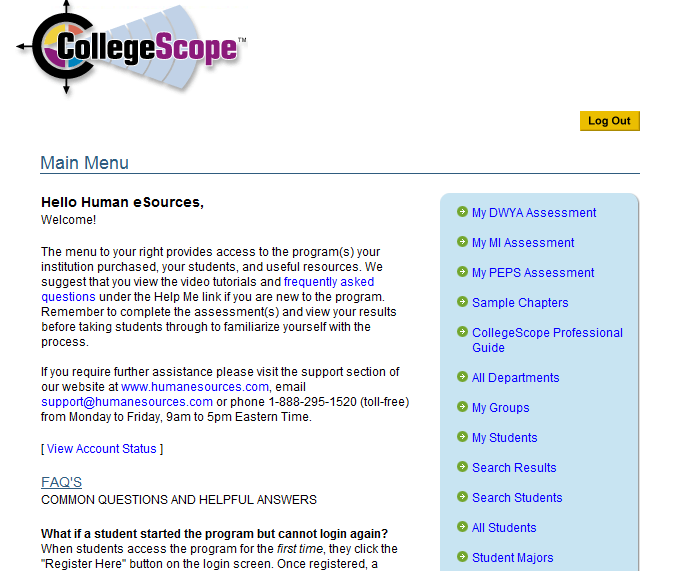 CollegeScope™
Log Out
Main Menu
Hello Human eSources,
Welcome!
The menu to your right provides access to the program(s) your
institution purchased, your students, and useful resources. We
suggest that you view the video tutorials and frequently asked
questions under the Help Me link if you are new to the program.
Remember to complete the assessment(s) and view your results
before taking students through to familiarize yourself with the
process.
If you require further assistance please visit the support section of
our website at www.humanesources.com, email
support@humanesources.com or phone 1-888-295-1520 (toll-free)
from Monday to Friday, 9am to 5pm Eastern Time.
[ View Account Status ]
FAQ'S
COMMON QUESTIONS AND HELPFUL ANSWERS
What if a student started the program but cannot login again?
When students access the program for the first time, they click the
"Register Here" button on the login screen. Once registered, a
My DWYA Assessment
My MI Assessment
My PEPS Assessment
Sample Chapters
CollegeScope Professional
Guide
All Departments
My Groups
My Students
Search Results
Search Students
All Students
Student Majors